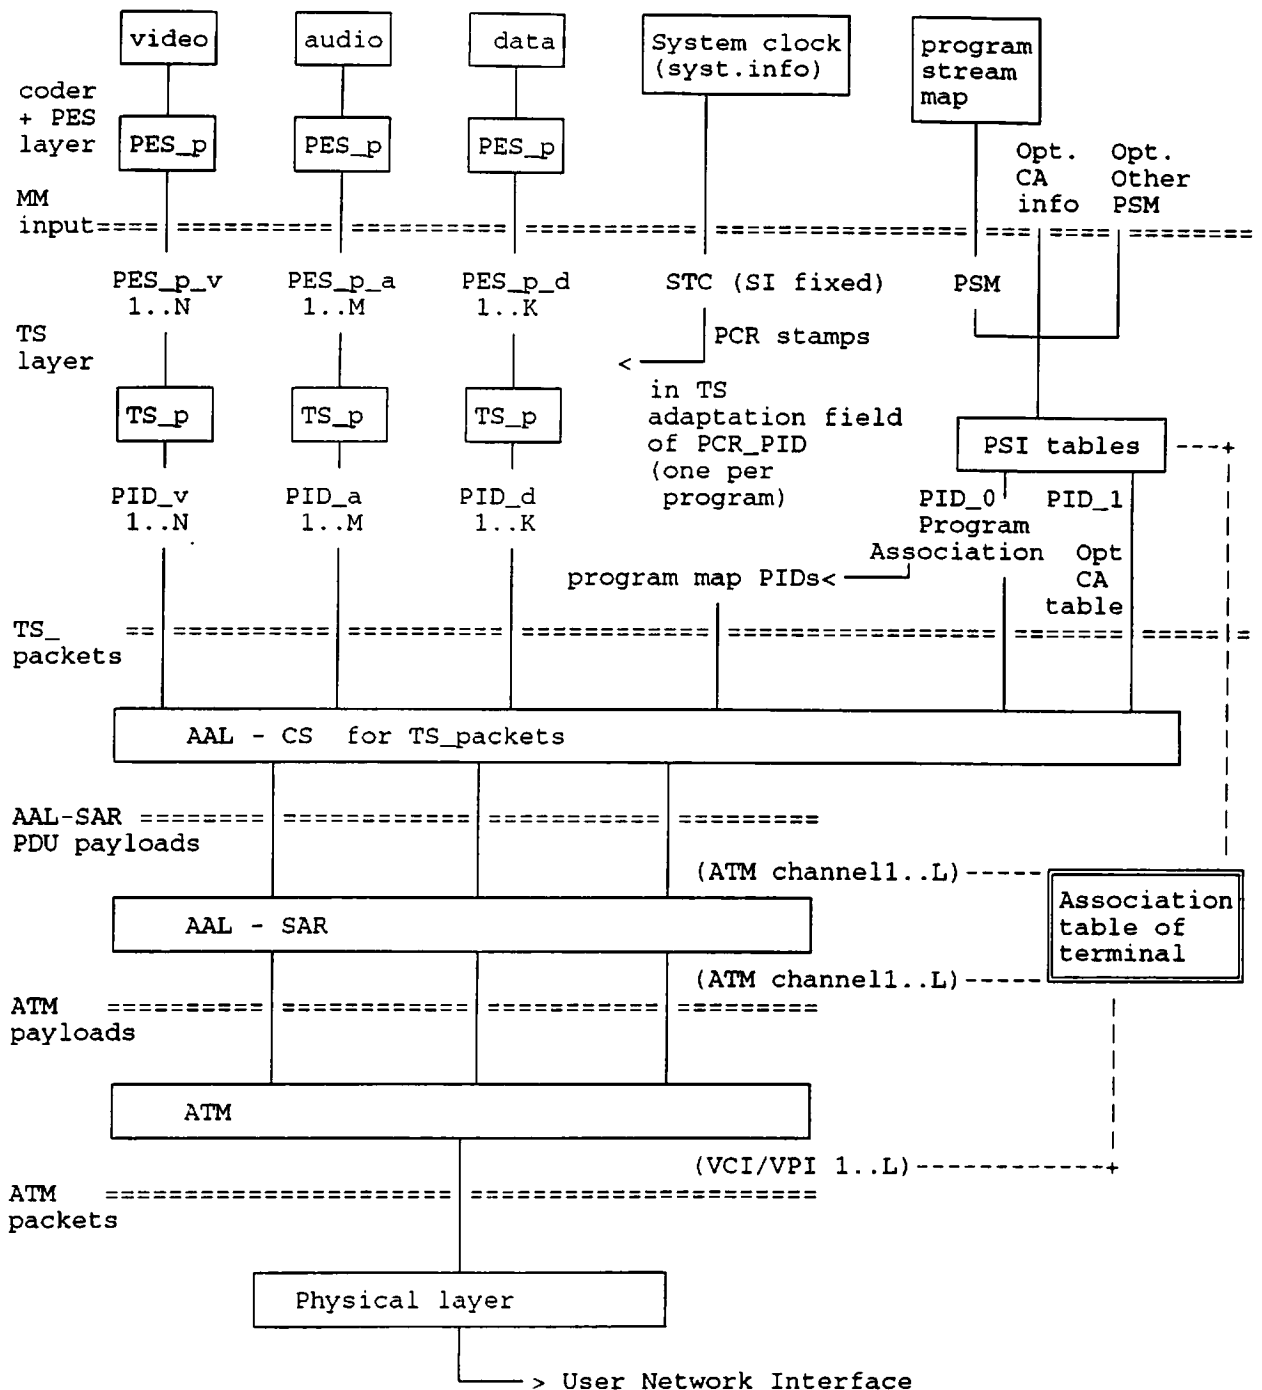 video
audio
data
System clock
(syst.info)
program
stream
map
coder
+ PES
layer
PES_p
PES_p
PES_p
Opt.
CA
info
Opt.
Other
PSM
MM
input
PES_p_v
1..N
PES_p_a
1..M
PES_p_d
1..K
STC (SI fixed)
PSM
TS
layer
PCR stamps
<
in TS
adaptation field
of PCR_PID
(one per
program)
TS_p
TS_p
TS_p
PSI tables
PID_v
1..N
PID_a
1..M
PID_d
1..K
PID_0
Program
Association
PID_1
Opt
CA
table
program map PIDs<
TS_
packets
AAL - CS for TS_packets
AAL-SAR
PDU payloads
(ATM channel1..L)
Association
table of
terminal
AAL - SAR
(ATM channel1..L)
ATM
payloads
ATM
(VCI/VPI 1..L)
ATM
packets
Physical layer
> User Network Interface